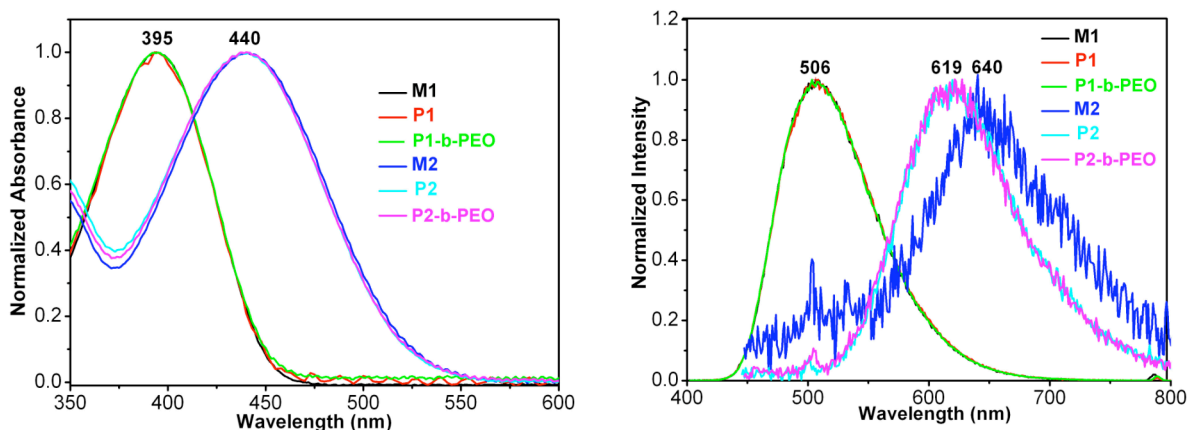 395 440
1.0
0.8
0.6
0.4
0.2
0.0
Normalized Absorbance
M1
P1
P1-b-PEO
M2
P2
P2-b-PEO
350 400 450 500 550 600
Wavelength (nm)
506 619 640
1.2
1.0
0.8
0.6
0.4
0.2
0.0
Normalized Intensity
M1
P1
P1-b-PEO
M2
P2
P2-b-PEO
400 500 600 700 800
Wavelength (nm)